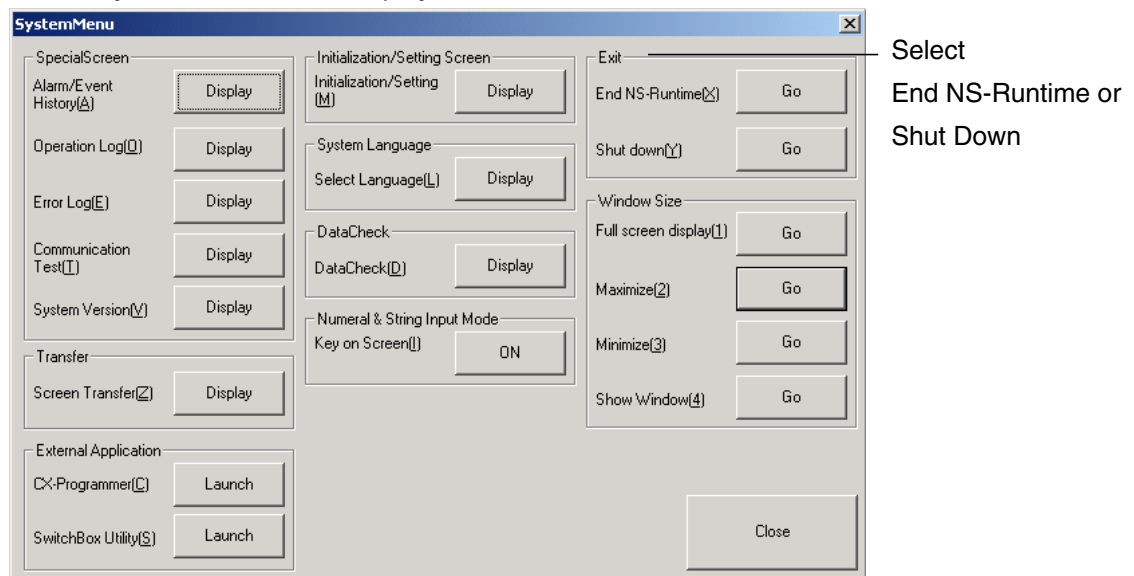 SystemMenu
SpecialScreen
Alarm/Event
History(A)
Display
Operation Log(O)
Display
Error Log(E)
Display
Communication
Test(T)
Display
System Version(V)
Display
Transfer
Screen Transfer(Z)
Display
External Application
CX-Programmer(C)
Launch
SwitchBox Utility(S)
Launch
Initialization/Setting Screen
Initialization/Setting
(M)
Display
System Language
Select Language(L)
Display
DataCheck
DataCheck(D)
Display
Numeral & String Input Mode
Key on Screen(I)
ON
Exit
End NS-Runtime(X)
Go
Shut down(Y)
Go
Window Size
Full screen display(1)
Go
Maximize(2)
Go
Minimize(3)
Go
Show Window(4)
Go
Close
Select
End NS-Runtime or
Shut Down